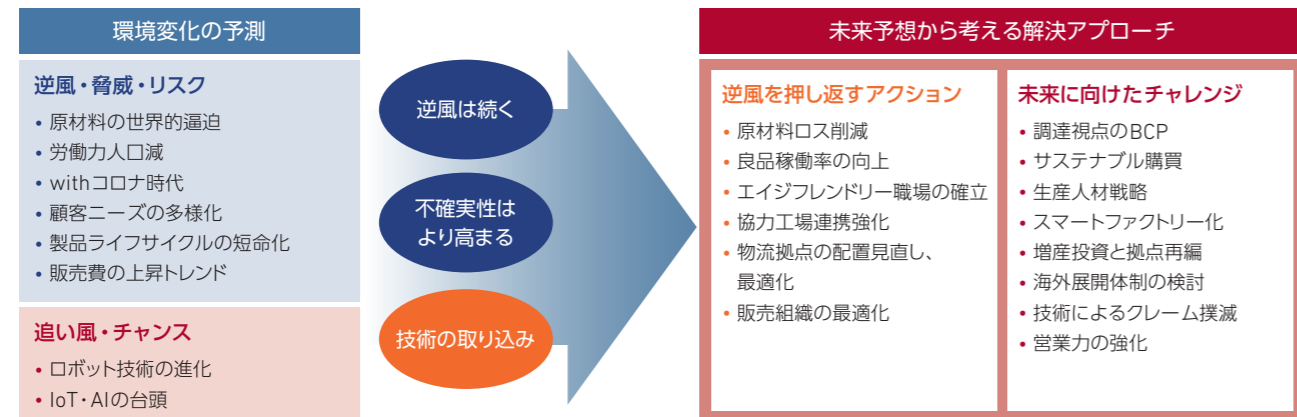 環境変化の予測
逆風・脅威・リスク
• 原材料の世界的逼迫
• 労働力人口減
• withコロナ時代
• 顧客ニーズの多様化
• 製品ライフサイクルの短命化
• 販売費の上昇トレンド
追い風・チャンス
• ロボット技術の進化
• IoT・AIの台頭
逆風は続く
不確実性は
より高まる
技術の取り込み
未来予想から考える解決アプローチ
逆風を押し返すアクション
• 原材料ロス削減
• 良品稼働率の向上
• エイジフレンドリー職場の確立
• 協力工場連携強化
• 物流拠点の配置見直し、
最適化
• 販売組織の最適化
未来に向けたチャレンジ
• 調達視点のBCP
• サステナブル購買
• 生産人材戦略
• スマートファクトリー化
• 増産投資と拠点再編
• 海外展開体制の検討
• 技術によるクレーム撲滅
• 営業力の強化